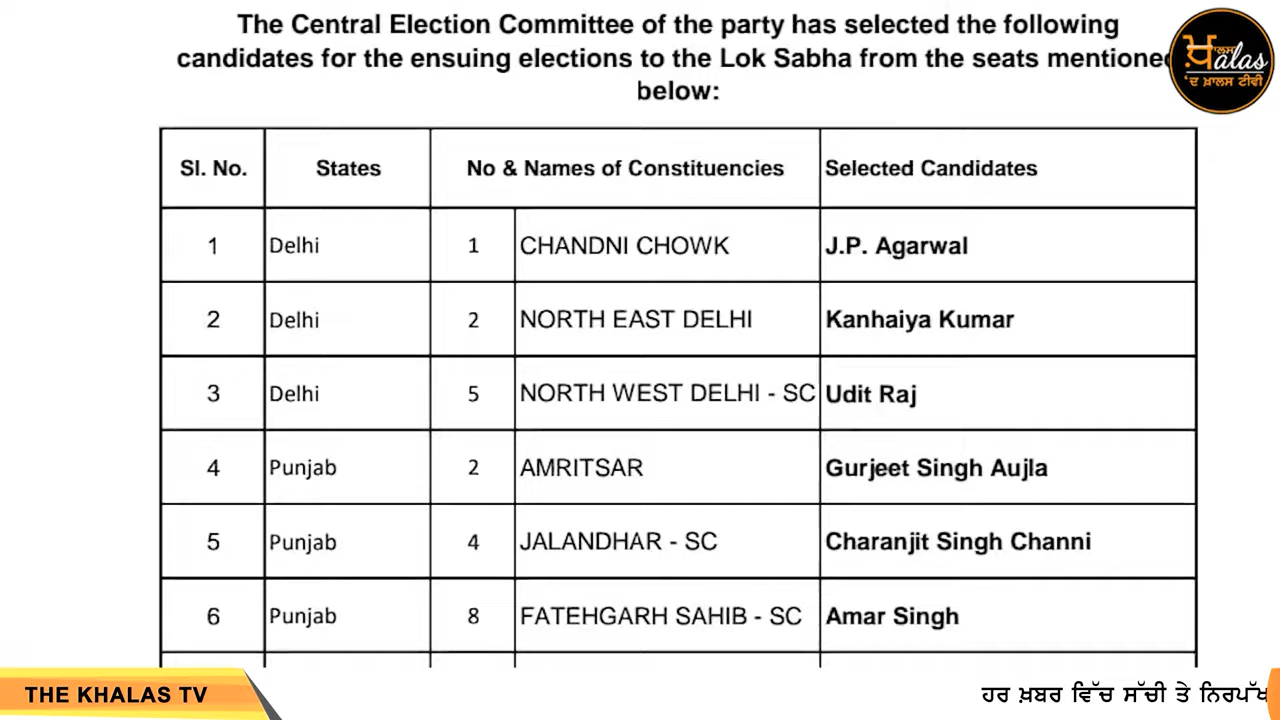 The Central Election Committee of the party has selected the following
candidates for the ensuing elections to the Lok Sabha from the seats mentioned
below:
ਖ਼ਾਲਸ
ਖ਼alas
'ਦ ਖ਼ਾਲਸ ਟੀਵੀ
Sl. No. States No & Names of Constituencies Selected Candidates
1 Delhi 1 CHANDNI CHOWK J.P. Agarwal
2 Delhi 2 NORTH EAST DELHI Kanhaiya Kumar
3 Delhi 5 NORTH WEST DELHI - SC Udit Raj
4 Punjab 2 AMRITSAR Gurjeet Singh Aujla
5 Punjab 4 JALANDHAR - SC Charanjit Singh Channi
6 Punjab 8 FATEHGARH SAHIB - SC Amar Singh
THE KHALAS TV
ਹਰ ਖ਼ਬਰ ਵਿੱਚ ਸੱਚੀ ਤੇ ਨਿਰਪੱਖ